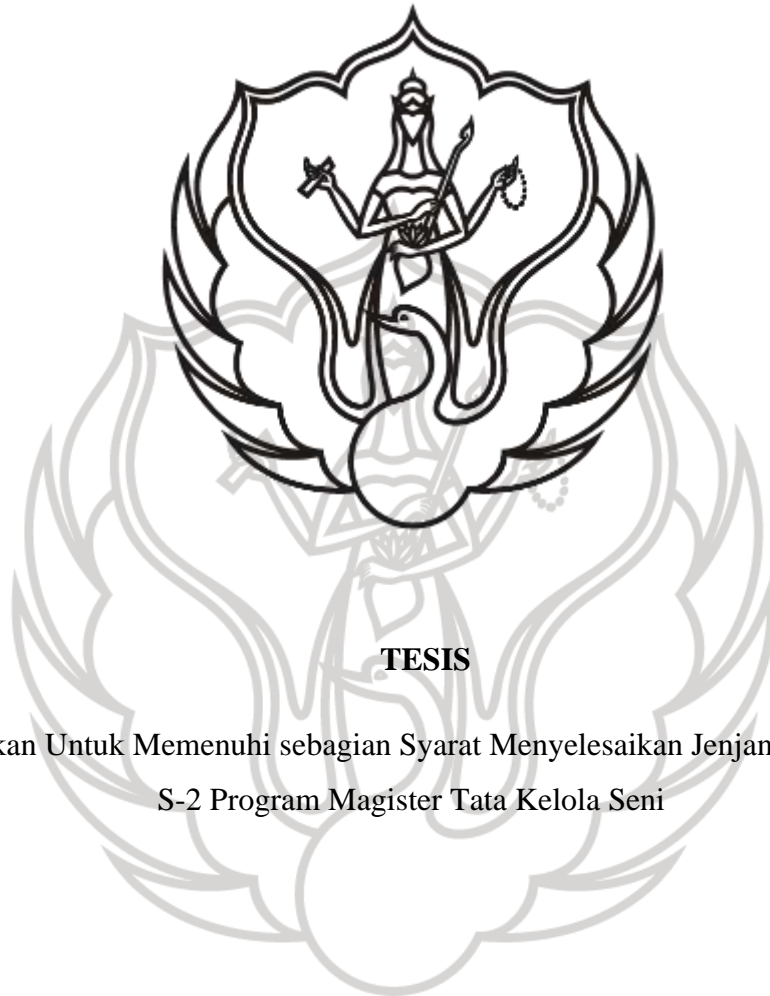 TESIS
kan Untuk Memenuhi sebagian Syarat Menyelesaikan Jenjan
S-2 Program Magister Tata Kelola Seni